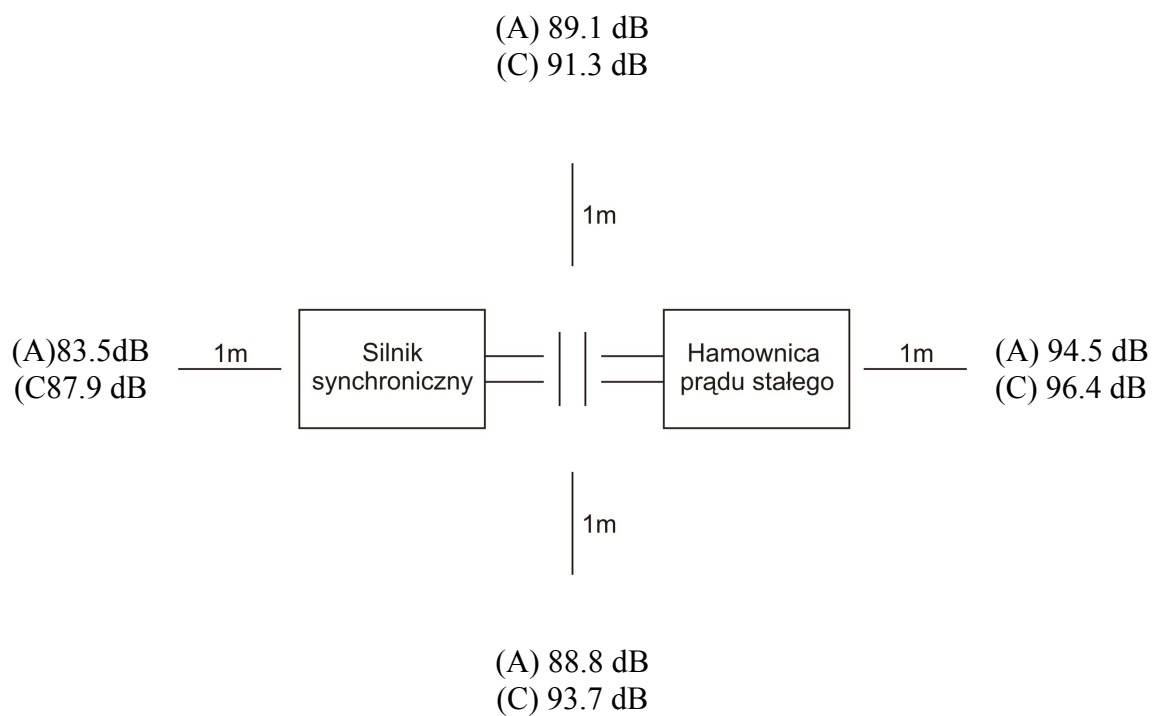 (A) 89.1 dB
(C) 91.3 dB
1m
(A)83.5dB
(C87.9 dB
1m
Silnik
synchroniczny
Hamownica
prądu stałego
1m
(A) 94.5 dB
(C) 96.4 dB
1m
(A) 88.8 dB
(C) 93.7 dB